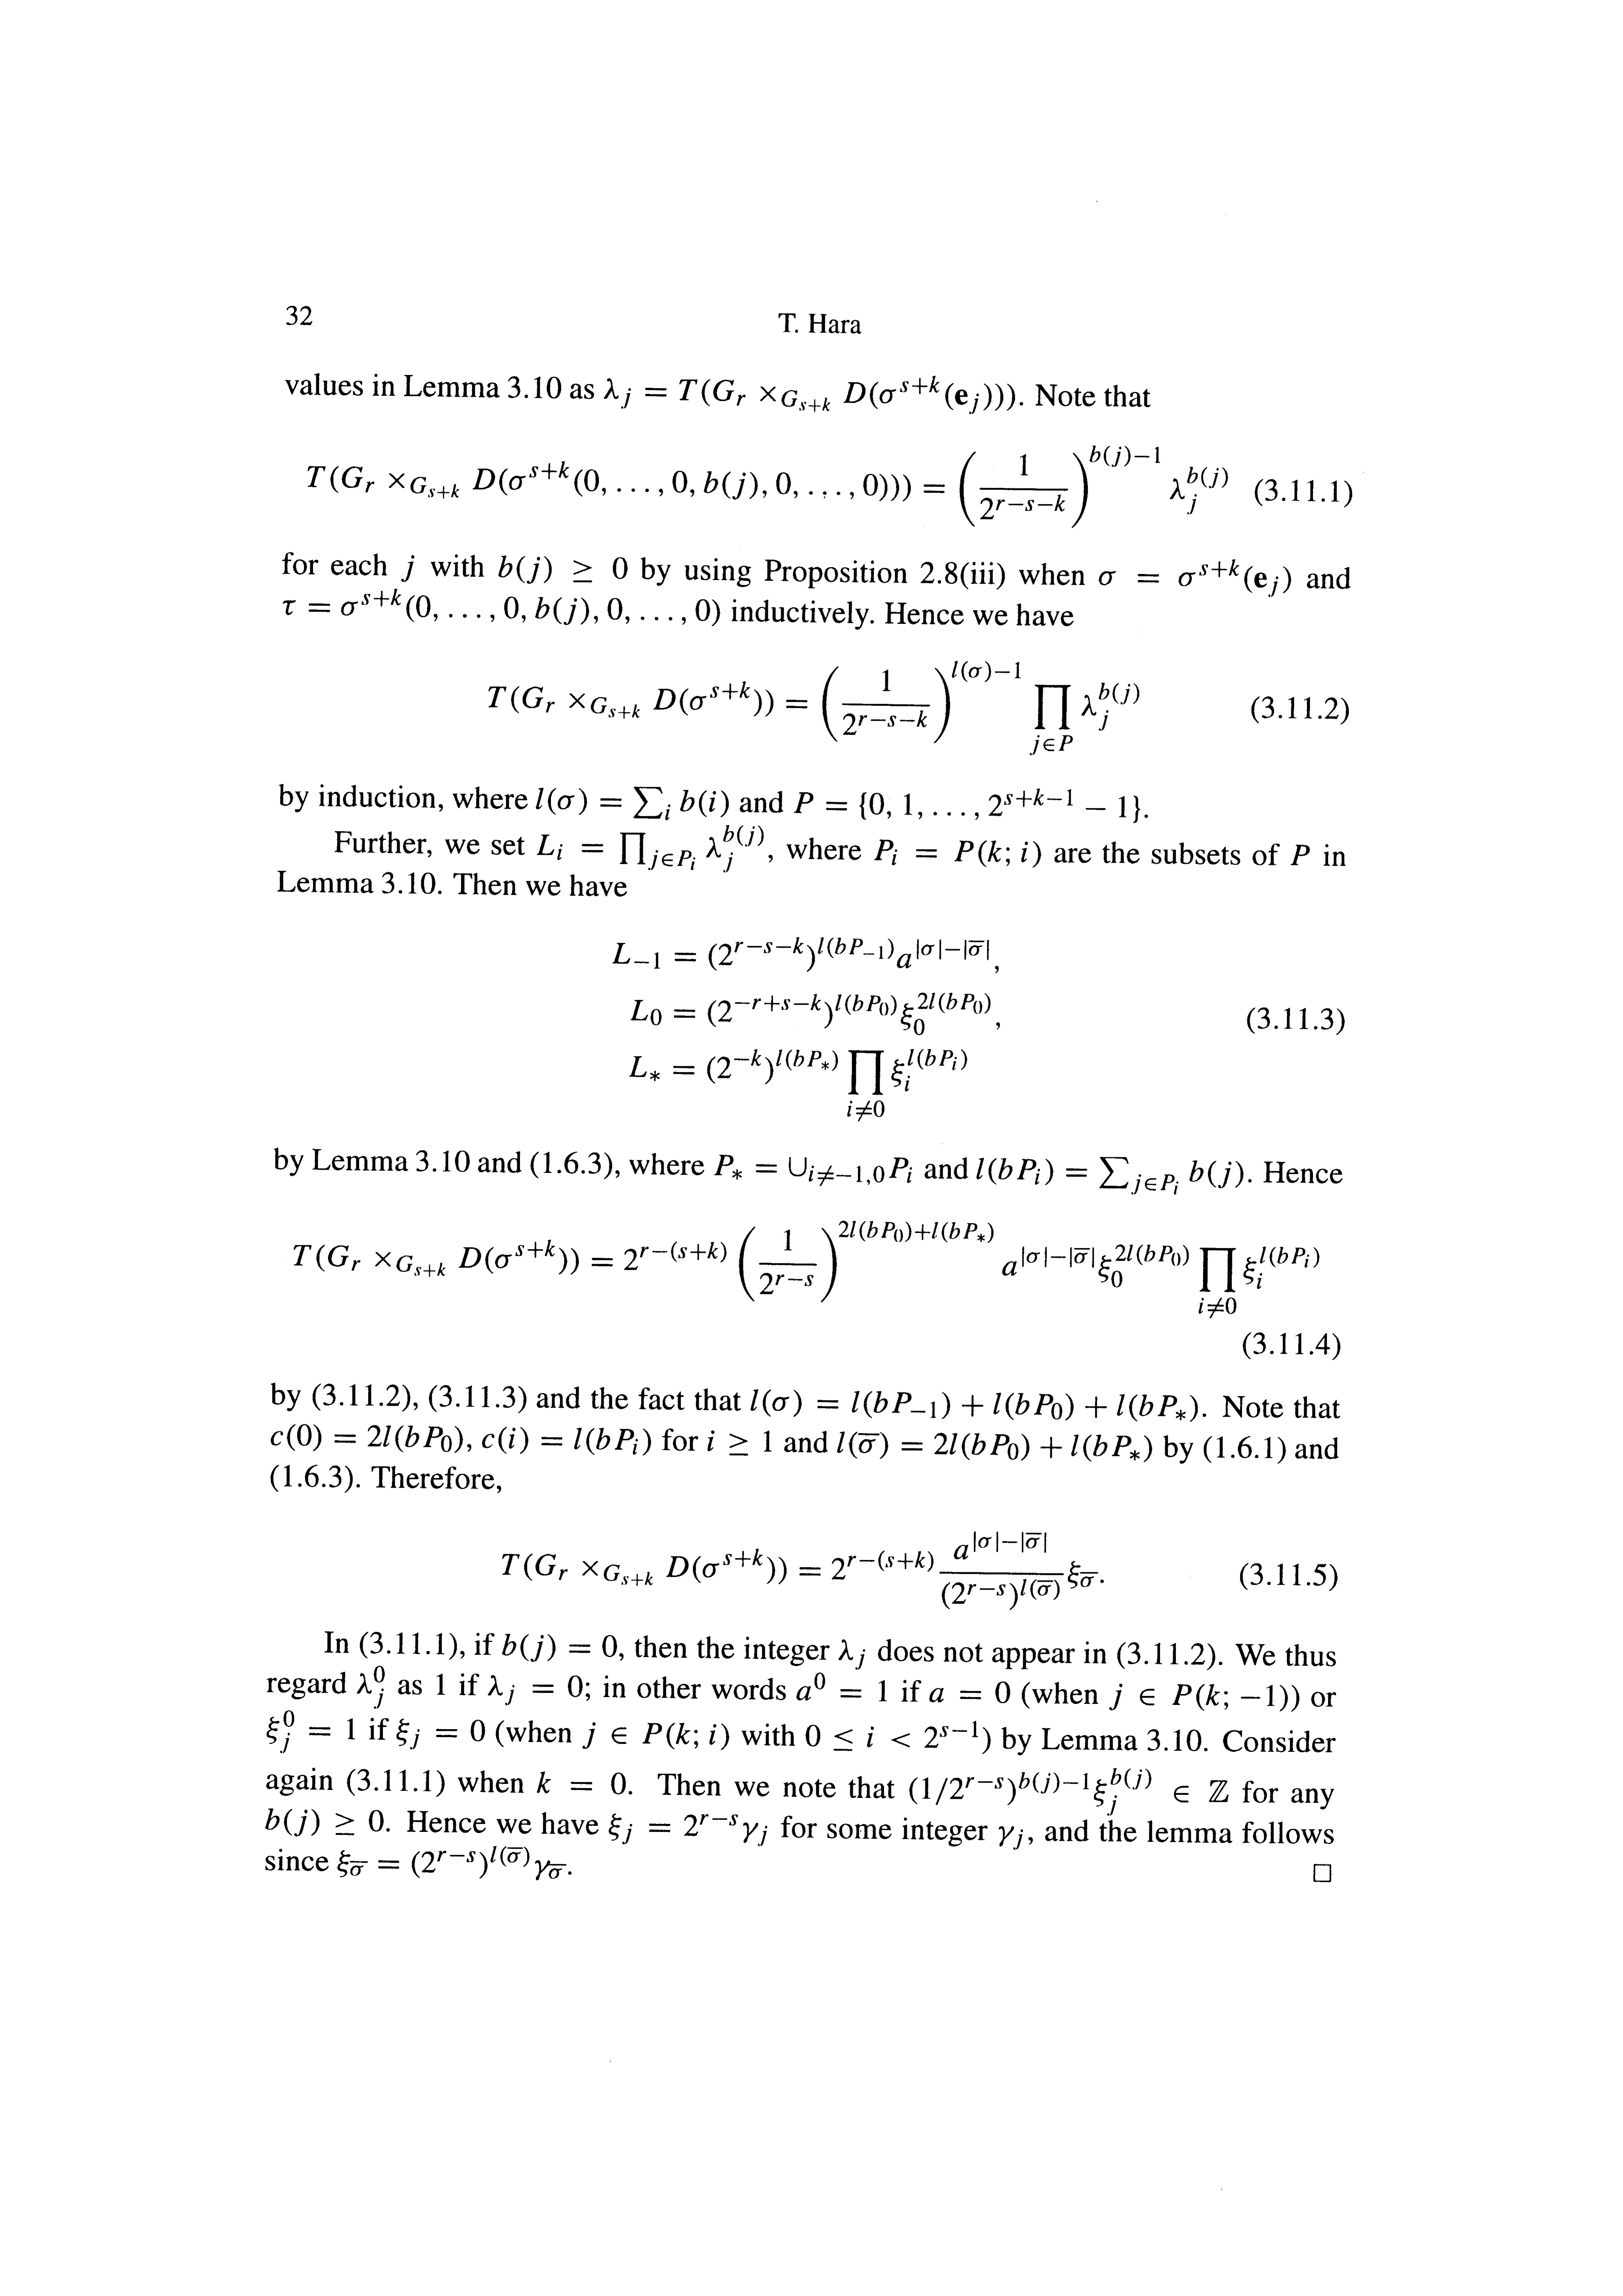 32
T. Hara
values in Lemma 3.10 as $\lambda_j = T(G_r \times_{G_{s+k}} D(\sigma^{s+k}(\mathbf{e}_j)))$. Note that
$T(G_r \times_{G_{s+k}} D(\sigma^{s+k}(0, \ldots, 0, b(j), 0, \ldots, 0))) = \left(\frac{1}{2^{r-s-k}}\right)^{b(j)-1} \lambda_j^{b(j)}$ (3.11.1)
for each $j$ with $b(j) \geq 0$ by using Proposition 2.8(iii) when $\sigma = \sigma^{s+k}(\mathbf{e}_j)$ and
$\tau = \sigma^{s+k}(0, \ldots, 0, b(j), 0, \ldots, 0)$ inductively. Hence we have
$T(G_r \times_{G_{s+k}} D(\sigma^{s+k})) = \left(\frac{1}{2^{r-s-k}}\right)^{l(\sigma)-1} \prod_{j \in P} \lambda_j^{b(j)}$ (3.11.2)
by induction, where $l(\sigma) = \sum_i b(i)$ and $P = \{0, 1, \ldots, 2^{s+k-1} - 1\}$.
Further, we set $L_i = \prod_{j \in P_i} \lambda_j^{b(j)}$, where $P_i = P(k; i)$ are the subsets of $P$ in
Lemma 3.10. Then we have
$L_{-1} = (2^{r-s-k})^{l(bP_{-1})} a^{|\sigma|-|\overline{\sigma}|},$
$L_0 = (2^{-r+s-k})^{l(bP_0)} \xi_0^{2l(bP_0)},$ (3.11.3)
$L_* = (2^{-k})^{l(bP_*)} \prod_{i \neq 0} \xi_i^{l(bP_i)}$
by Lemma 3.10 and (1.6.3), where $P_* = \cup_{i \neq -1,0} P_i$ and $l(bP_i) = \sum_{j \in P_i} b(j)$. Hence
$T(G_r \times_{G_{s+k}} D(\sigma^{s+k})) = 2^{r-(s+k)} \left(\frac{1}{2^{r-s}}\right)^{2l(bP_0)+l(bP_*)} a^{|\sigma|-|\overline{\sigma}|} \xi_0^{2l(bP_0)} \prod_{i \neq 0} \xi_i^{l(bP_i)}$
(3.11.4)
by (3.11.2), (3.11.3) and the fact that $l(\sigma) = l(bP_{-1}) + l(bP_0) + l(bP_*)$. Note that
$c(0) = 2l(bP_0)$, $c(i) = l(bP_i)$ for $i \geq 1$ and $l(\overline{\sigma}) = 2l(bP_0) + l(bP_*)$ by (1.6.1) and
(1.6.3). Therefore,
$T(G_r \times_{G_{s+k}} D(\sigma^{s+k})) = 2^{r-(s+k)} \frac{a^{|\sigma|-|\overline{\sigma}|}}{(2^{r-s})^{l(\overline{\sigma})}} \xi_{\overline{\sigma}}.$ (3.11.5)
In (3.11.1), if $b(j) = 0$, then the integer $\lambda_j$ does not appear in (3.11.2). We thus
regard $\lambda_j^0$ as 1 if $\lambda_j = 0$; in other words $a^0 = 1$ if $a = 0$ (when $j \in P(k; -1)$) or
$\xi_j^0 = 1$ if $\xi_j = 0$ (when $j \in P(k; i)$ with $0 \leq i < 2^{s-1}$) by Lemma 3.10. Consider
again (3.11.1) when $k = 0$. Then we note that $(1/2^{r-s})^{b(j)-1} \xi_j^{b(j)} \in \mathbb{Z}$ for any
$b(j) \geq 0$. Hence we have $\xi_j = 2^{r-s} \gamma_j$ for some integer $\gamma_j$, and the lemma follows
since $\xi_{\overline{\sigma}} = (2^{r-s})^{l(\overline{\sigma})} \gamma_{\overline{\sigma}}$. □